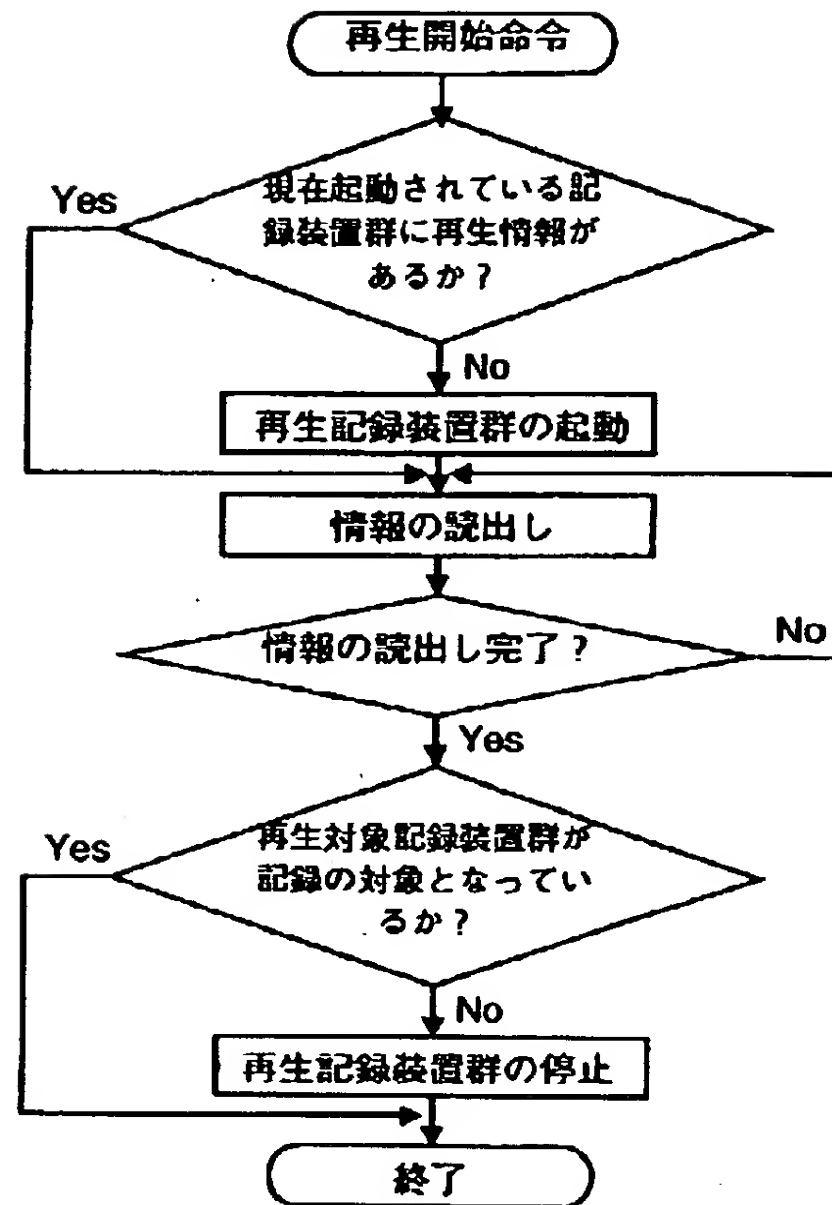 再生開始命令
Yes
現在起動されている記
録装置群に再生情報が
あるか？
No
再生記録装置群の起動
情報の読出し
情報の読出し完了？
No
Yes
Yes
再生対象記録装置群が
記録の対象となってい
るか？
No
再生記録装置群の停止
終了